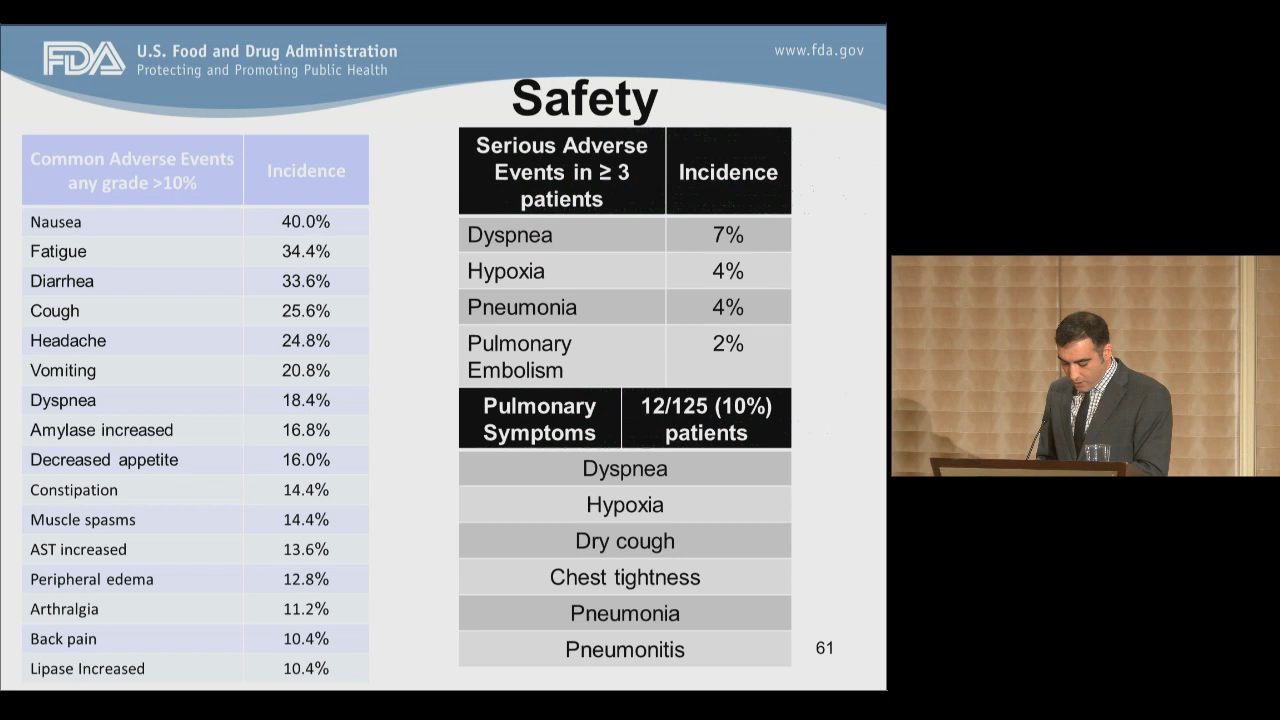 FDA
U.S. Food and Drug Administration
Protecting and Promoting Public Health
www.fda.gov
Safety
Common Adverse Events
any grade >10%
Incidence
Nausea 40.0%
Fatigue 34.4%
Diarrhea 33.6%
Cough 25.6%
Headache 24.8%
Vomiting 20.8%
Dyspnea 18.4%
Amylase increased 16.8%
Decreased appetite 16.0%
Constipation 14.4%
Muscle spasms 14.4%
AST increased 13.6%
Peripheral edema 12.8%
Arthralgia 11.2%
Back pain 10.4%
Lipase Increased 10.4%
Serious Adverse
Events in ≥ 3
patients
Incidence
Dyspnea 7%
Hypoxia 4%
Pneumonia 4%
Pulmonary 2%
Embolism
Pulmonary
Symptoms
12/125 (10%)
patients
Dyspnea
Hypoxia
Dry cough
Chest tightness
Pneumonia
Pneumonitis
61